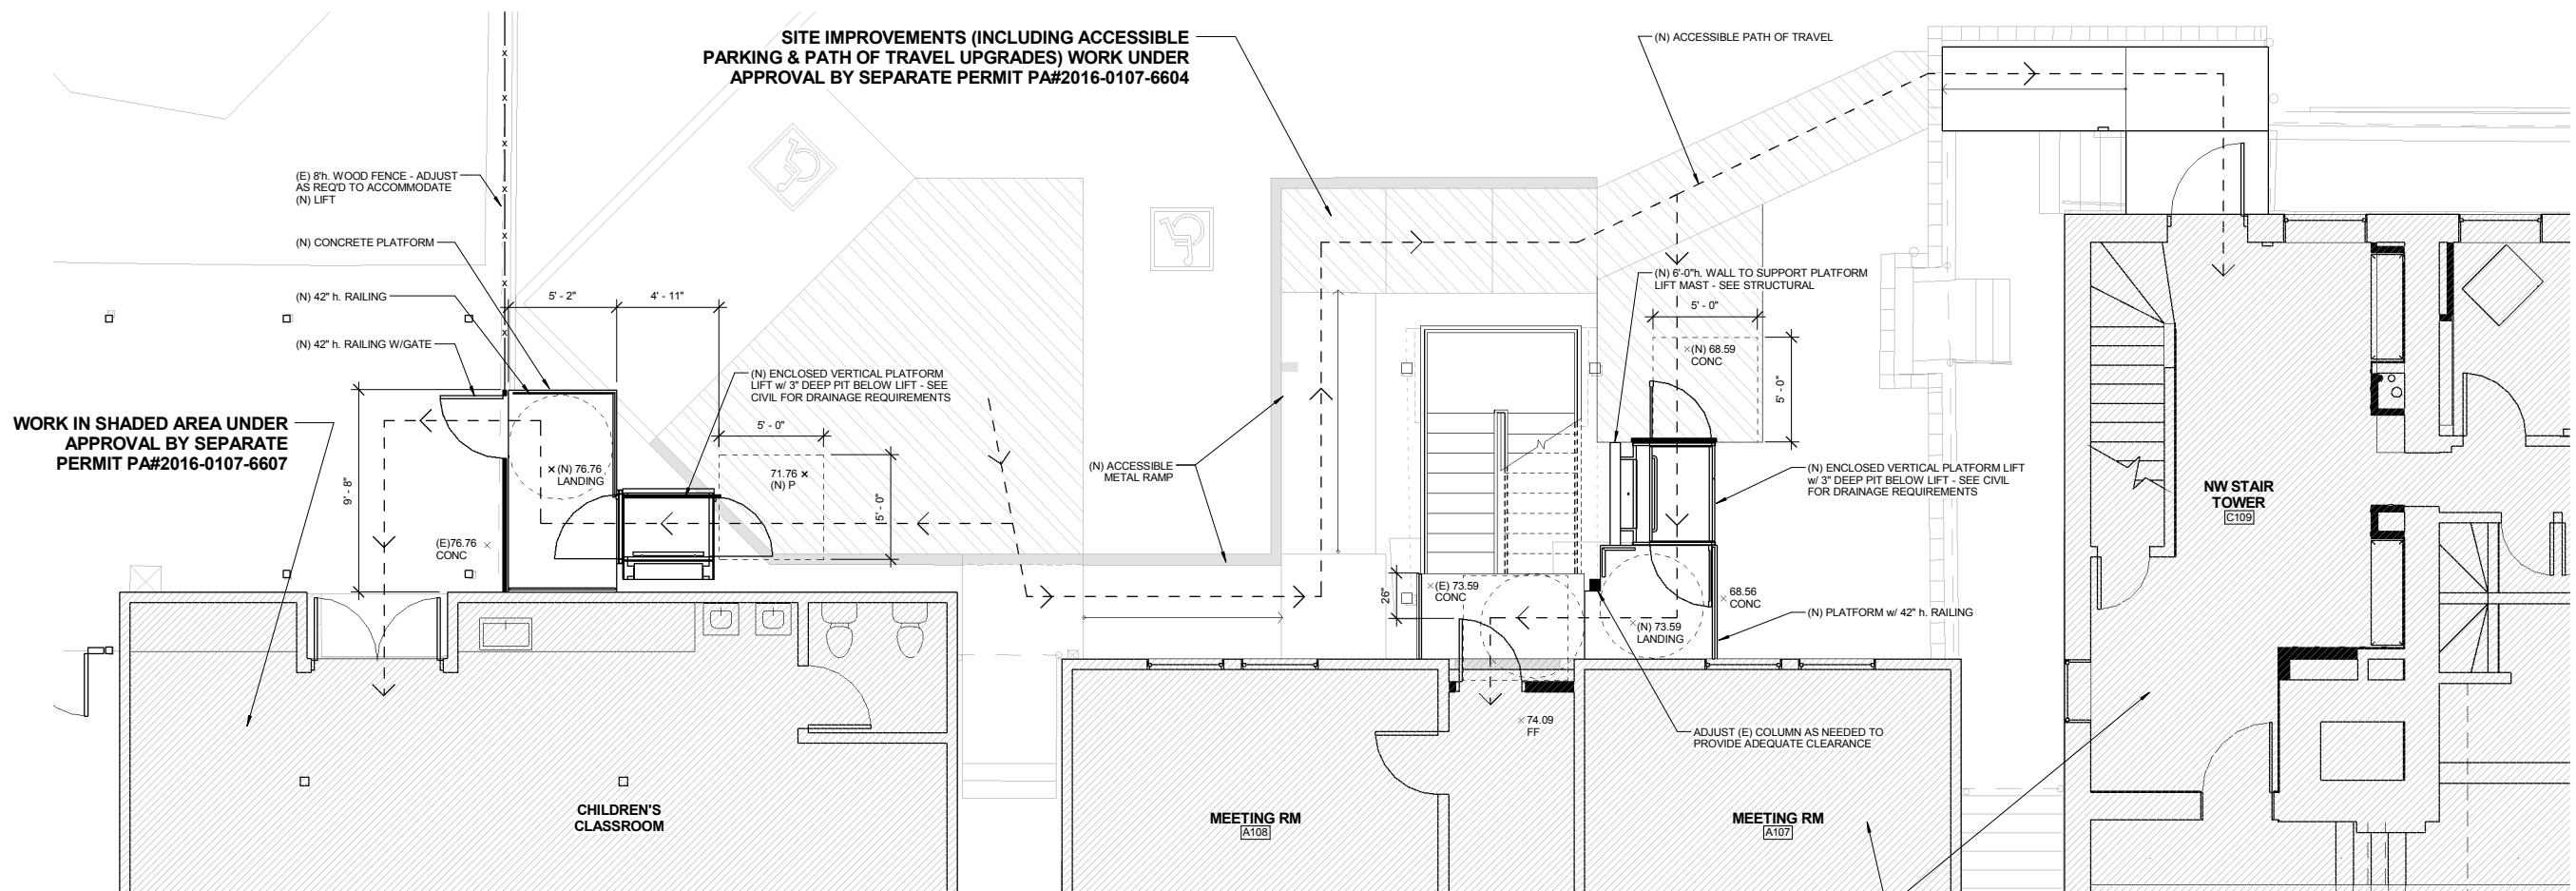 SITE IMPROVEMENTS (INCLUDING ACCESSIBLE
PARKING & PATH OF TRAVEL UPGRADES) WORK UNDER
APPROVAL BY SEPARATE PERMIT PA#2016-0107-6604
(N) ACCESSIBLE PATH OF TRAVEL
(E) 8'h. WOOD FENCE - ADJUST
AS REQ'D TO ACCOMMODATE
(N) LIFT
(N) CONCRETE PLATFORM
(N) 42" h. RAILING
(N) 42" h. RAILING W/GATE
5' - 2"
4' - 11"
(N) 6'-0"h. WALL TO SUPPORT PLATFORM
LIFT MAST - SEE STRUCTURAL
5' - 0"
(N) 68.59
CONC
5' - 0"
(N) ENCLOSED VERTICAL PLATFORM
LIFT w/ 3" DEEP PIT BELOW LIFT - SEE
CIVIL FOR DRAINAGE REQUIREMENTS
WORK IN SHADED AREA UNDER
APPROVAL BY SEPARATE
PERMIT PA#2016-0107-6607
9' - 8"
(N) 76.76
LANDING
5' - 0"
71.76
(N) P
5' - 0"
(E)76.76
CONC
(N) ACCESSIBLE
METAL RAMP
N
(N) ENCLOSED VERTICAL PLATFORM LIFT
w/ 3" DEEP PIT BELOW LIFT - SEE CIVIL
FOR DRAINAGE REQUIREMENTS
NW STAIR
TOWER
C109
26"
(E) 73.59
CONC
68.56
CONC
(N) PLATFORM w/ 42" h. RAILING
(N) 73.59
LANDING
74.09
FF
ADJUST (E) COLUMN AS NEEDED TO
PROVIDE ADEQUATE CLEARANCE
CHILDREN'S
CLASSROOM
MEETING RM
A108
MEETING RM
A107